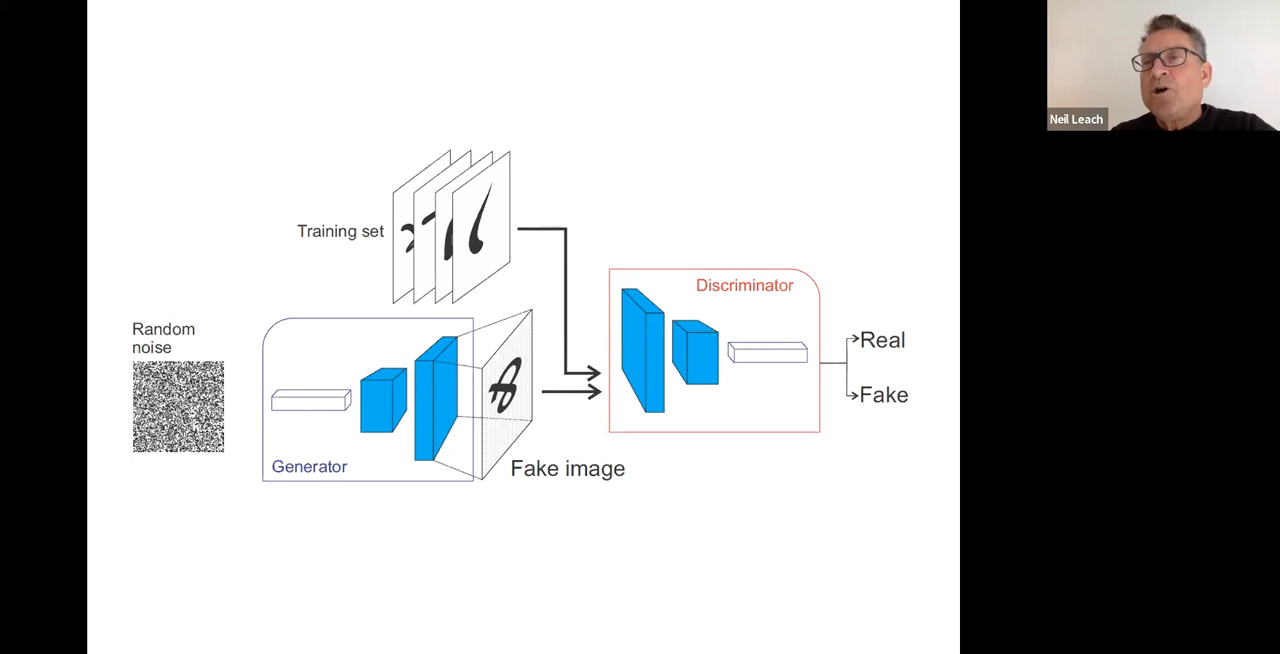 Neil Leach
Training set
Discriminator
Random
noise
Real
Fake
Generator
Fake image